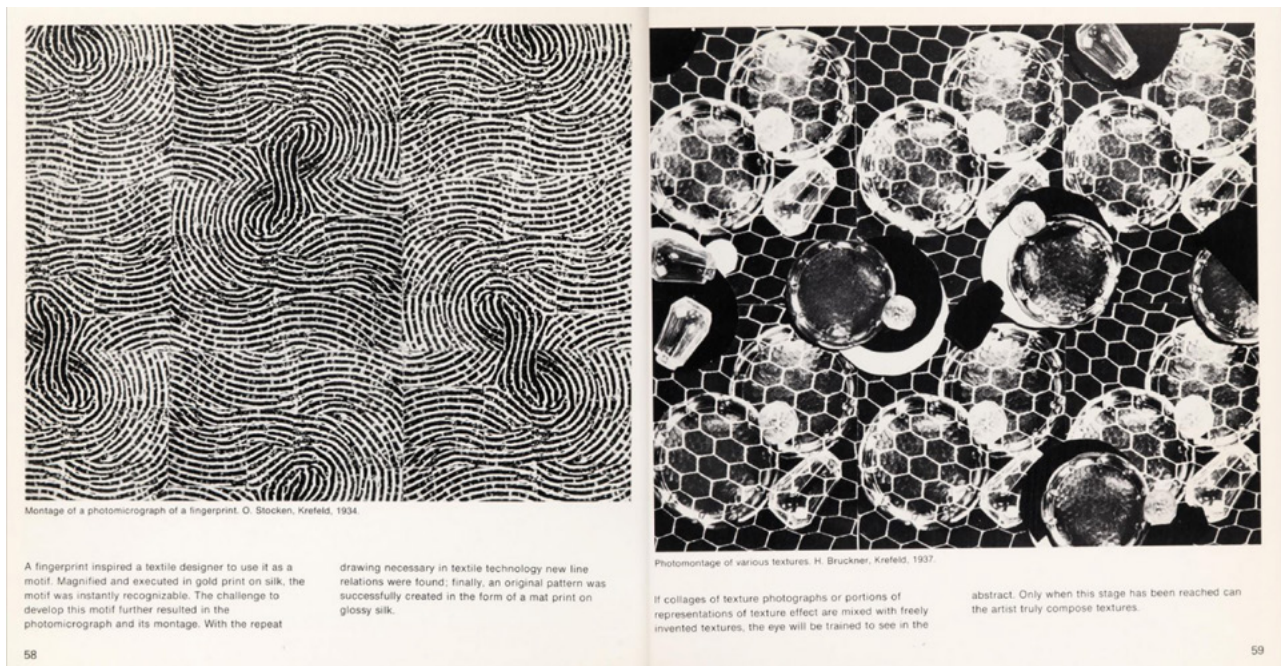 Montage of a photomicrograph of a fingerprint. O. Stocken, Krefeld, 1934.
A fingerprint inspired a textile designer to use it as a
motif. Magnified and executed in gold print on silk, the
motif was instantly recognizable. The challenge to
develop this motif further resulted in the
photomicrograph and its montage. With the repeat
drawing necessary in textile technology new line
relations were found; finally, an original pattern was
successfully created in the form of a mat print on
glossy silk.
58
Photomontage of various textures. H. Bruckner, Krefeld, 1937.
If collages of texture photographs or portions of
representations of texture effect are mixed with freely
invented textures, the eye will be trained to see in the
abstract. Only when this stage has been reached can
the artist truly compose textures.
59